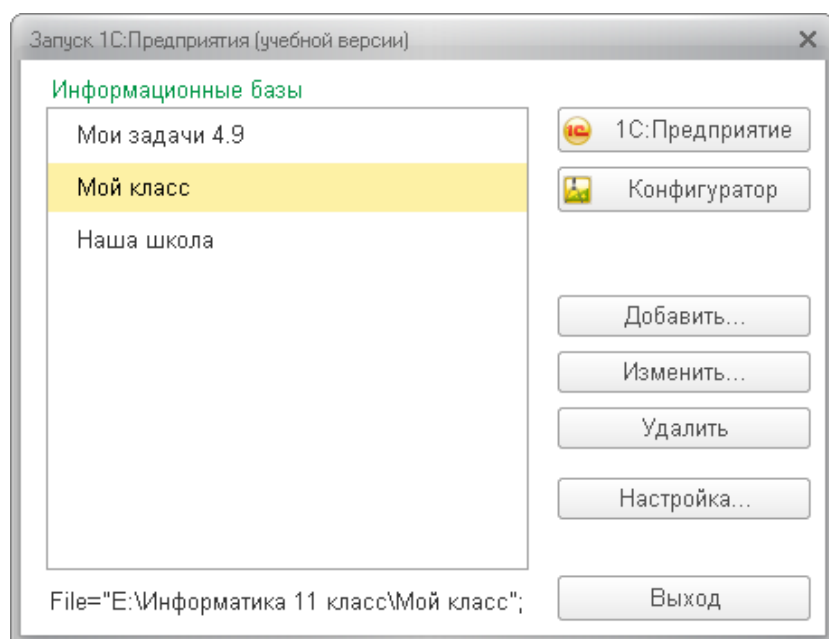 Запуск 1С:Предприятия (учебной версии)
Информационные базы
Мои задачи 4.9
Мой класс
Наша школа
1С:Предприятие
Конфигуратор
Добавить...
Изменить...
Удалить
Настройка...
File="E:\Информатика 11 класс\Мой класс";
Выход